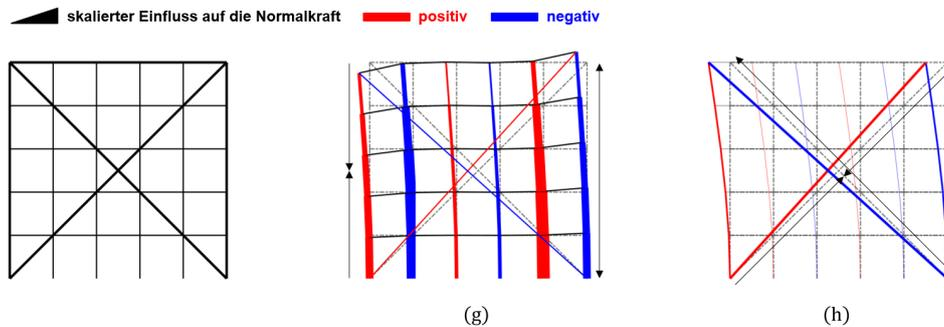 skalierter Einfluss auf die Normalkraft positiv negativ
(g) (h)